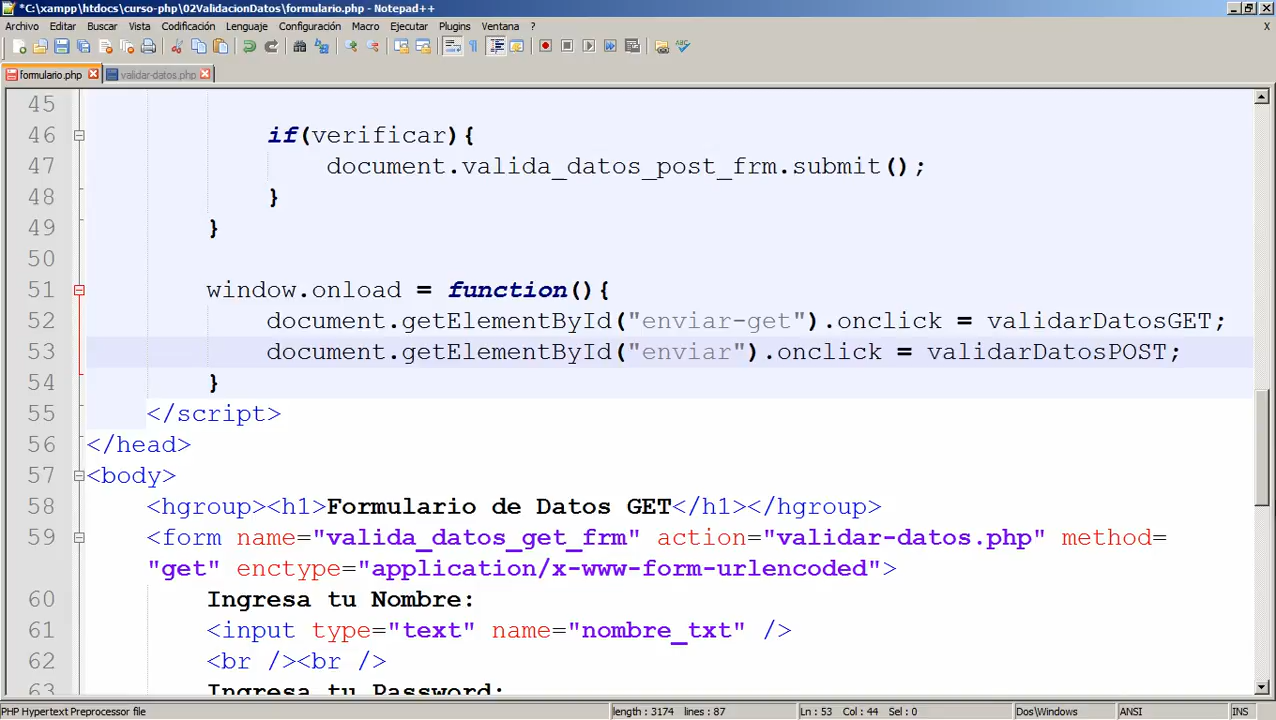 *C:\xampp\htdocs\curso-php\02ValidacionDatos\formulario.php - Notepad++
Archivo Editar Buscar Vista Codificación Lenguaje Configuración Macro Ejecutar Plugins Ventana ? X
formulario.php validar-datos.php
45
46 if(verificar){
47 document.valida_datos_post_frm.submit();
48 }
49 }
50
51 window.onload = function(){
52 document.getElementById("enviar-get").onclick = validarDatosGET;
53 document.getElementById("enviar").onclick = validarDatosPOST;
54 }
55 </script>
56 </head>
57 <body>
58 <hgroup><h1>Formulario de Datos GET</h1></hgroup>
59 <form name="valida_datos_get_frm" action="validar-datos.php" method=
"get" enctype="application/x-www-form-urlencoded">
60 Ingresa tu Nombre:
61 <input type="text" name="nombre_txt" />
62 <br /><br />
63 Ingresa tu Password:
PHP Hypertext Preprocessor file length : 3174 lines : 87 Ln : 53 Col : 44 Sel : 0 Dos\Windows ANSI INS